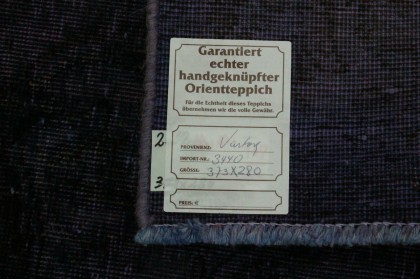 Garantiert
echter
handgeknüpfter
Orientteppich
Für die Echtheit dieses Teppichs
übernehmen wir die volle Gewähr.
2
PROVENIENZ:
IMPORT-NR.: 3440
GRÖSSE: 373X280
3
PREIS: €